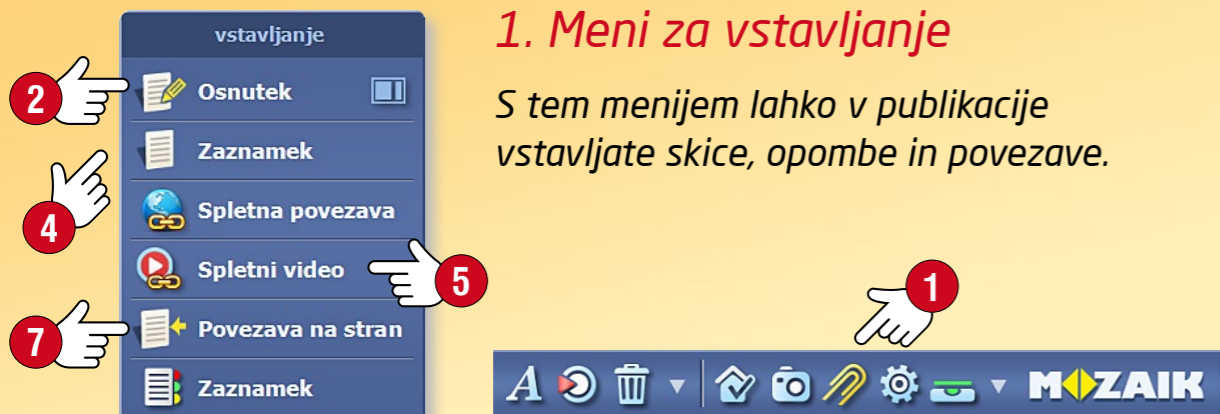 vstavljanje
2
Osnutek
Zaznamek
4
Spletna povezava
Spletni video
5
7
Povezava na stran
Zaznamek
1. Meni za vstavljanje
S tem menijem lahko v publikacije
vstavljate skice, opombe in povezave.
1
A
MOZAIK